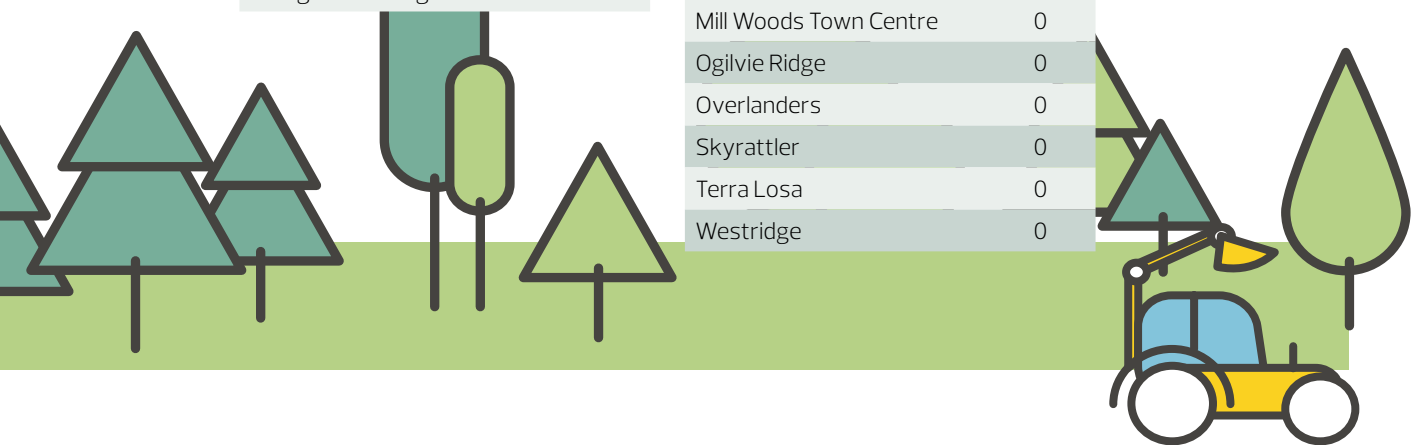 Mill Woods Town Centre 0
Ogilvie Ridge 0
Overlanders 0
Skyrattler 0
Terra Losa 0
Westridge 0